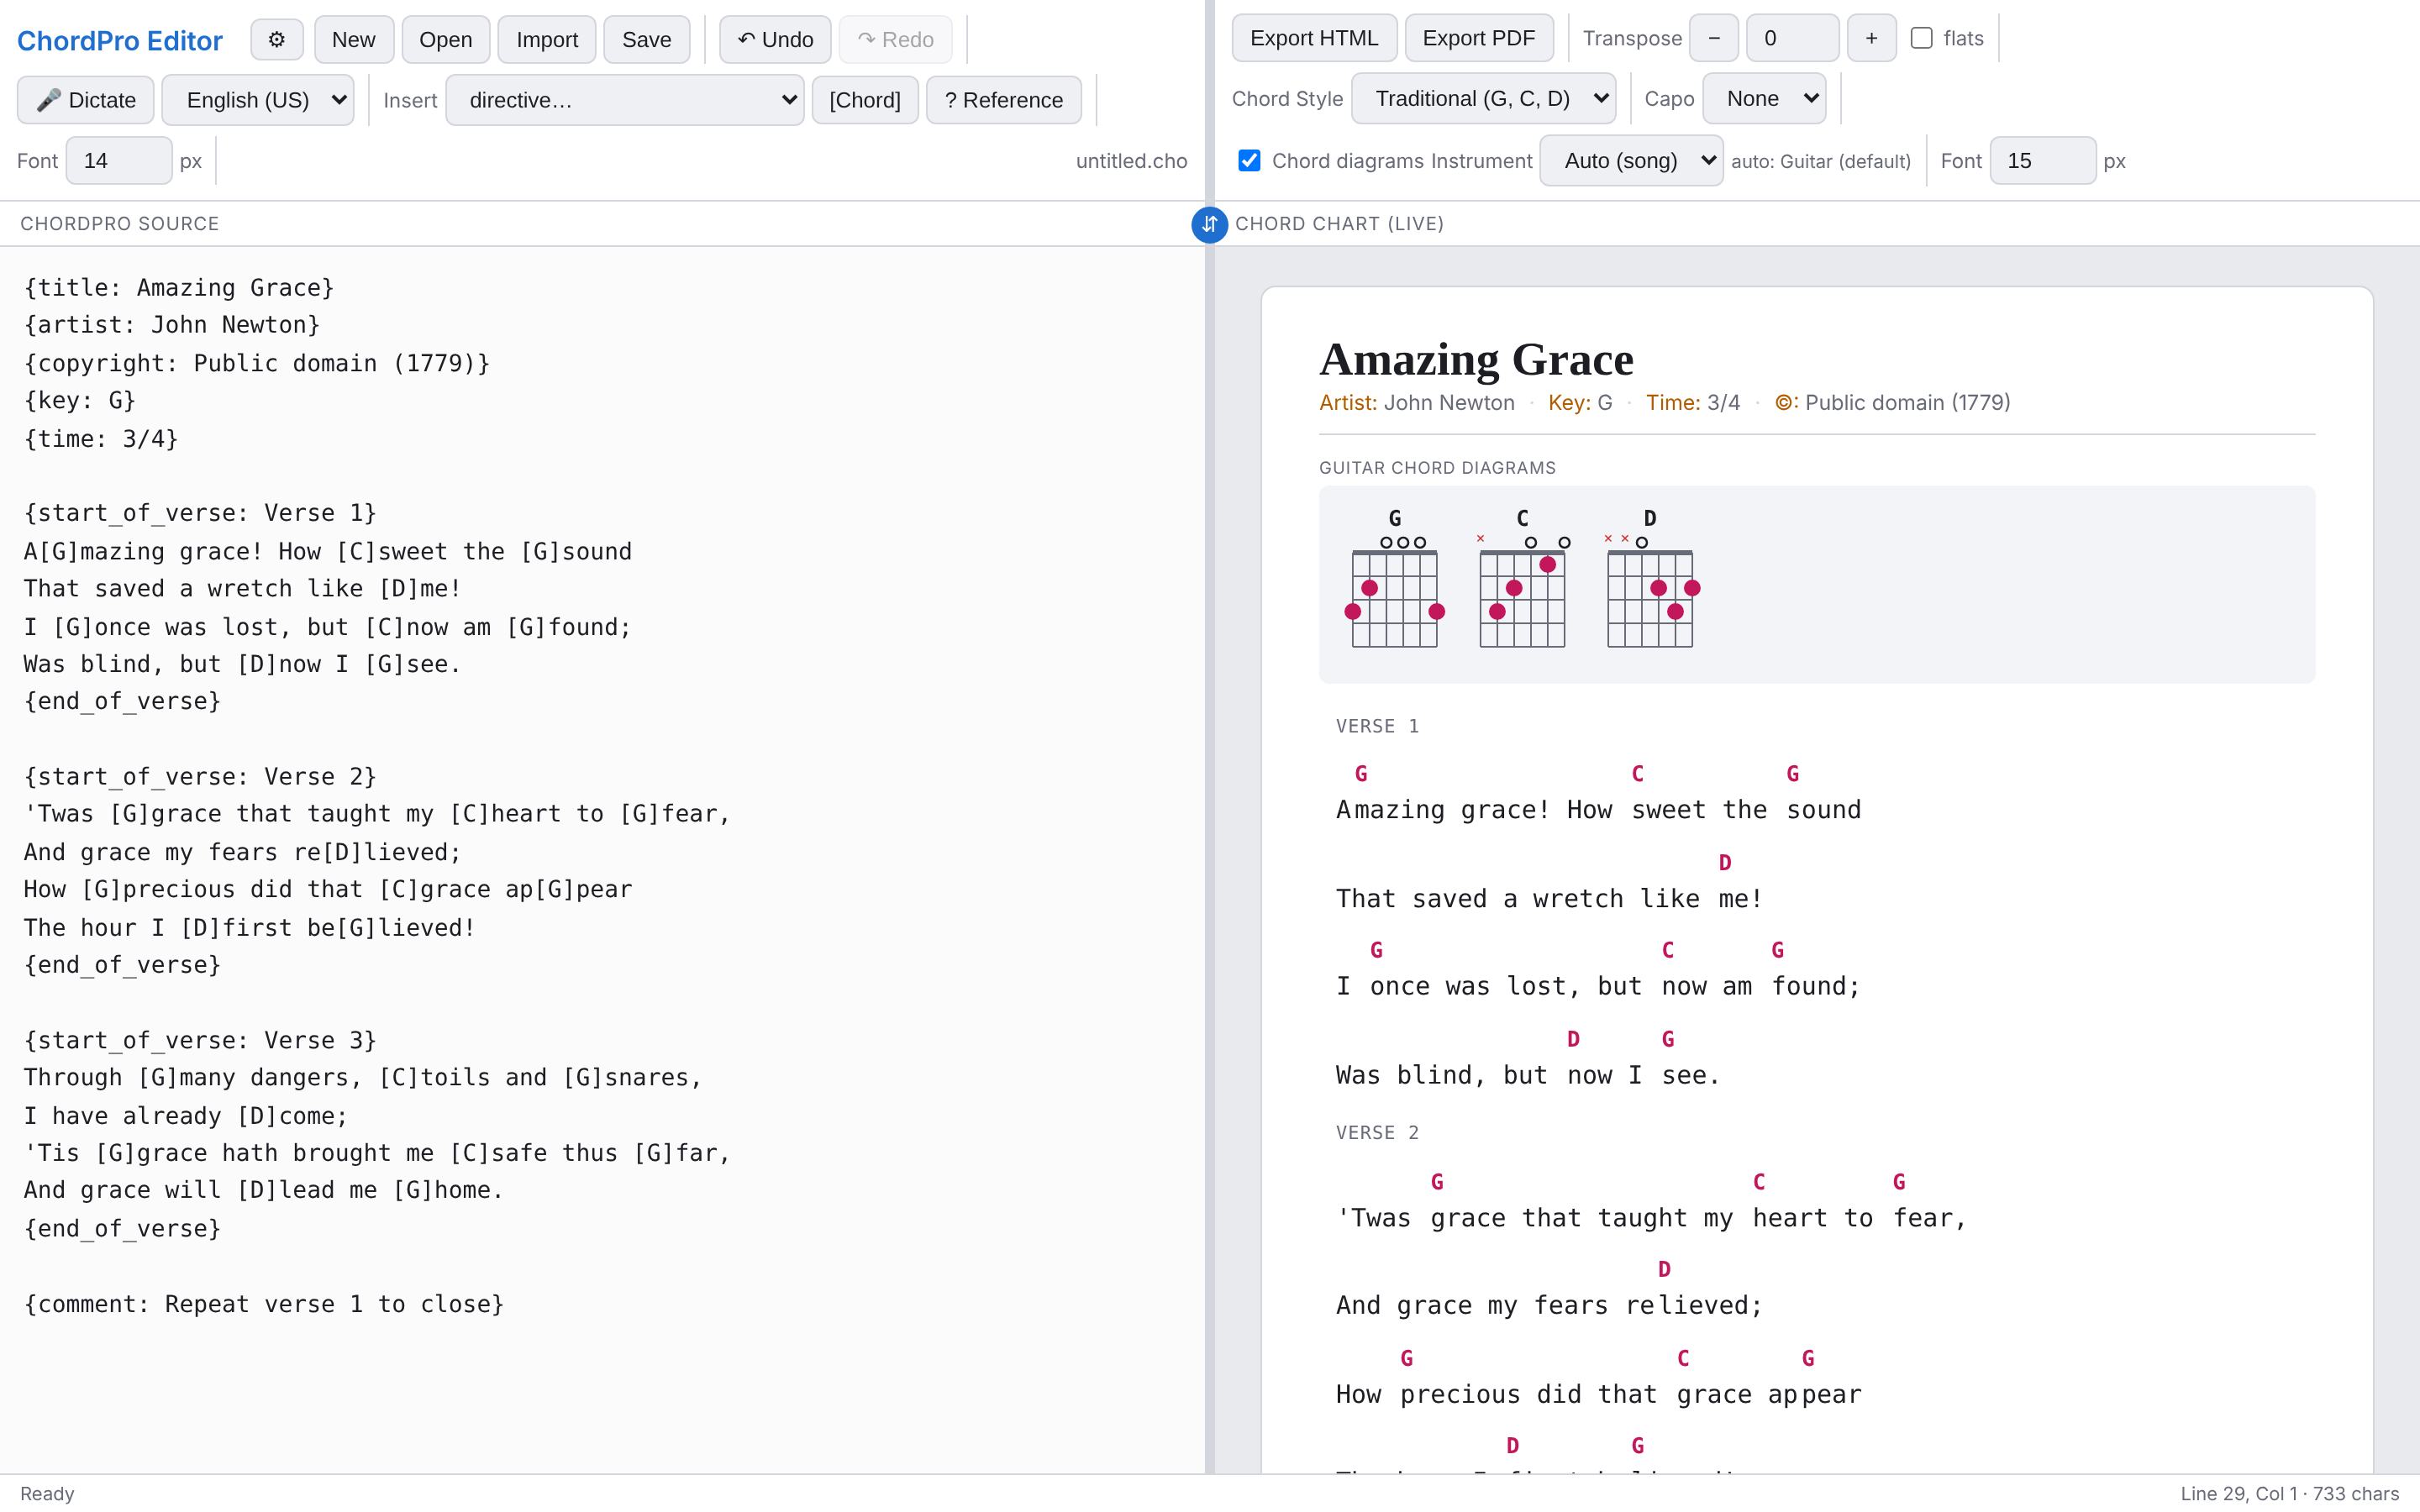 ChordPro Editor ⚙ New Open Import Save ↶ Undo ↷ Redo
🎤 Dictate English (US) Insert directive… [Chord] ? Reference
Font 14 px untitled.cho
Export HTML Export PDF Transpose − 0 + flats
Chord Style Traditional (G, C, D) Capo None
Chord diagrams Instrument Auto (song) auto: Guitar (default) Font 15 px
CHORDPRO SOURCE
{title: Amazing Grace}
{artist: John Newton}
{copyright: Public domain (1779)}
{key: G}
{time: 3/4}
{start_of_verse: Verse 1}
A[G]mazing grace! How [C]sweet the [G]sound
That saved a wretch like [D]me!
I [G]once was lost, but [C]now am [G]found;
Was blind, but [D]now I [G]see.
{end_of_verse}
{start_of_verse: Verse 2}
'Twas [G]grace that taught my [C]heart to [G]fear,
And grace my fears re[D]lieved;
How [G]precious did that [C]grace ap[G]pear
The hour I [D]first be[G]lieved!
{end_of_verse}
{start_of_verse: Verse 3}
Through [G]many dangers, [C]toils and [G]snares,
I have already [D]come;
'Tis [G]grace hath brought me [C]safe thus [G]far,
And grace will [D]lead me [G]home.
{end_of_verse}
{comment: Repeat verse 1 to close}
CHORD CHART (LIVE)
Amazing Grace
Artist: John Newton · Key: G · Time: 3/4 · ©: Public domain (1779)
GUITAR CHORD DIAGRAMS
G C D
VERSE 1
G C G
Amazing grace! How sweet the sound
D
That saved a wretch like me!
G C G
I once was lost, but now am found;
D G
Was blind, but now I see.
VERSE 2
G C G
'Twas grace that taught my heart to fear,
D
And grace my fears relieved;
G C G
How precious did that grace appear
D G
Ready
Line 29, Col 1 · 733 chars